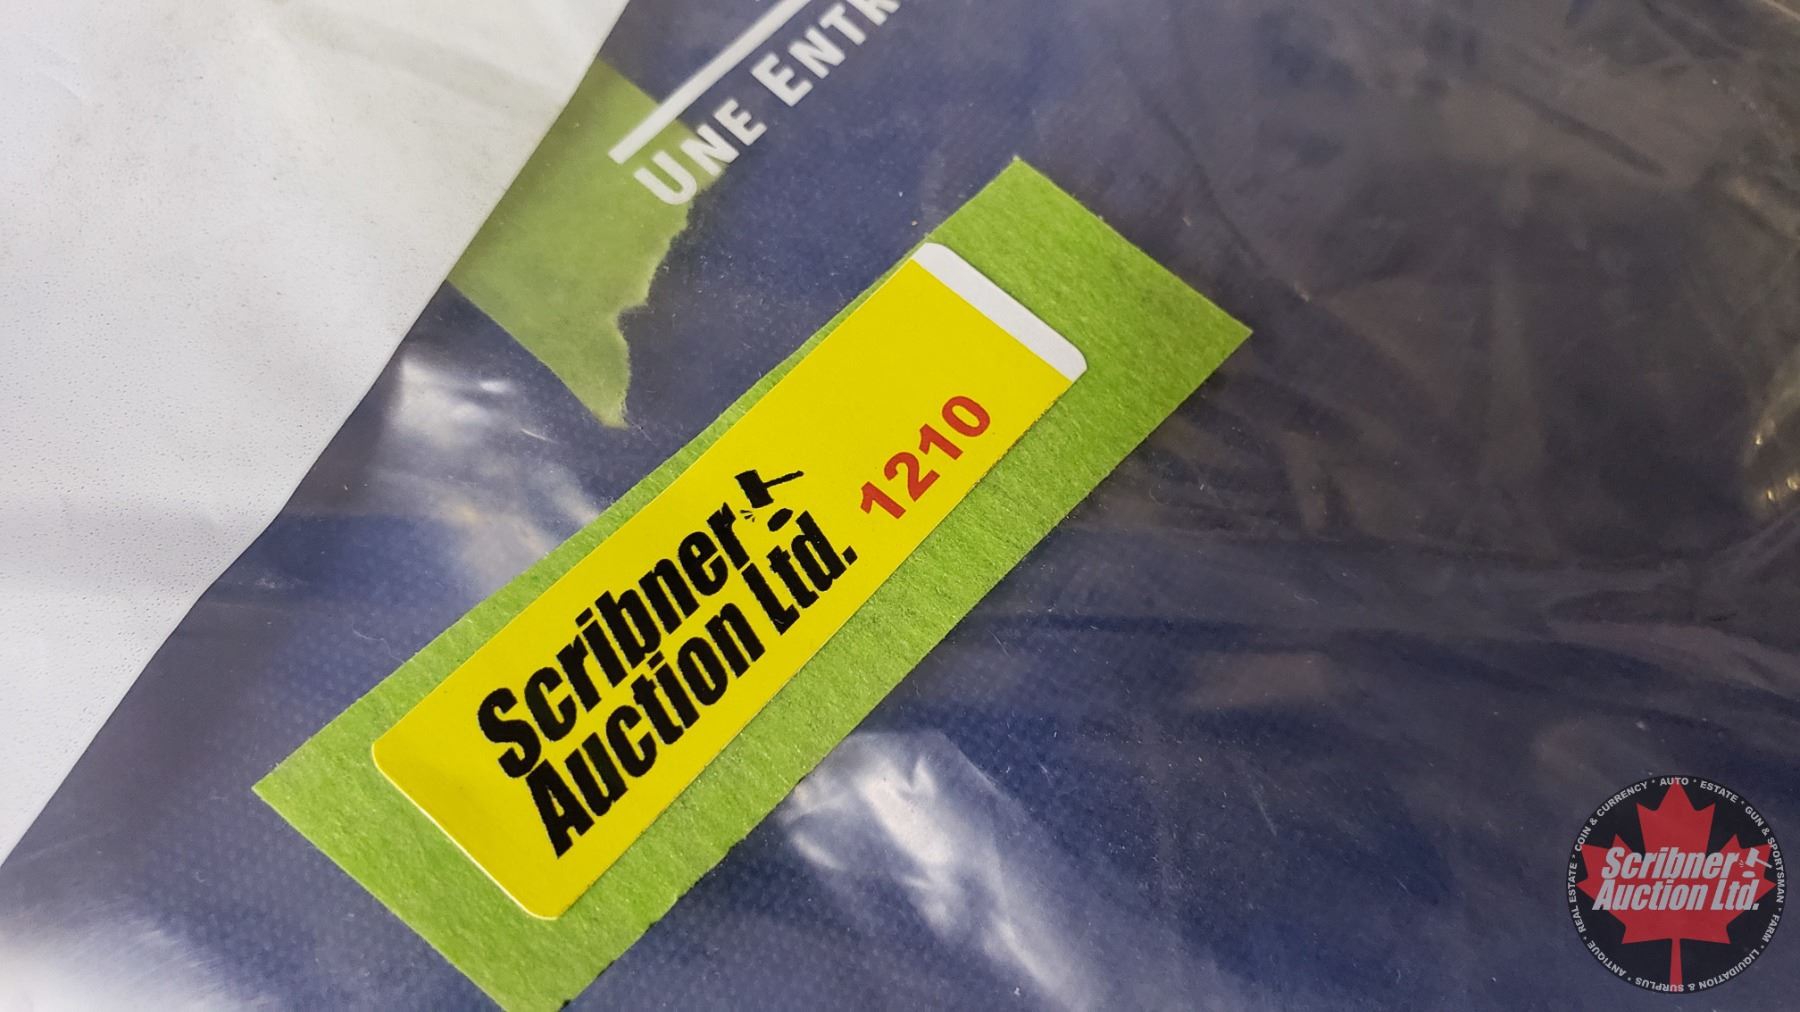 UNE ENTR
Scribner
Auction Ltd.
1210
REAL ESTATE · COIN & CURRENCY · AUTO · ESTATE · GUN & SPORTSMAN · FARM · LIQUIDATION & SURPLUS · ANTIQUE ·
Scribner
Auction Ltd.